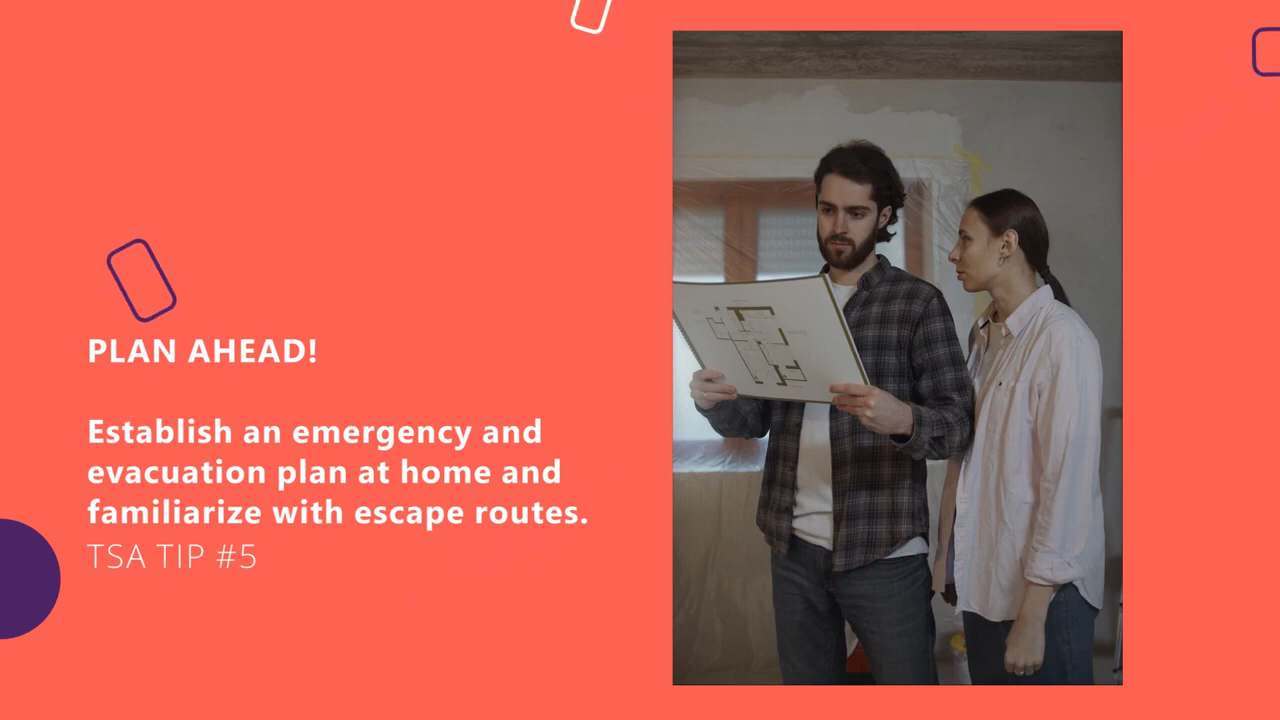 PLAN AHEAD!
Establish an emergency and
evacuation plan at home and
familiarize with escape routes.
TSA TIP #5